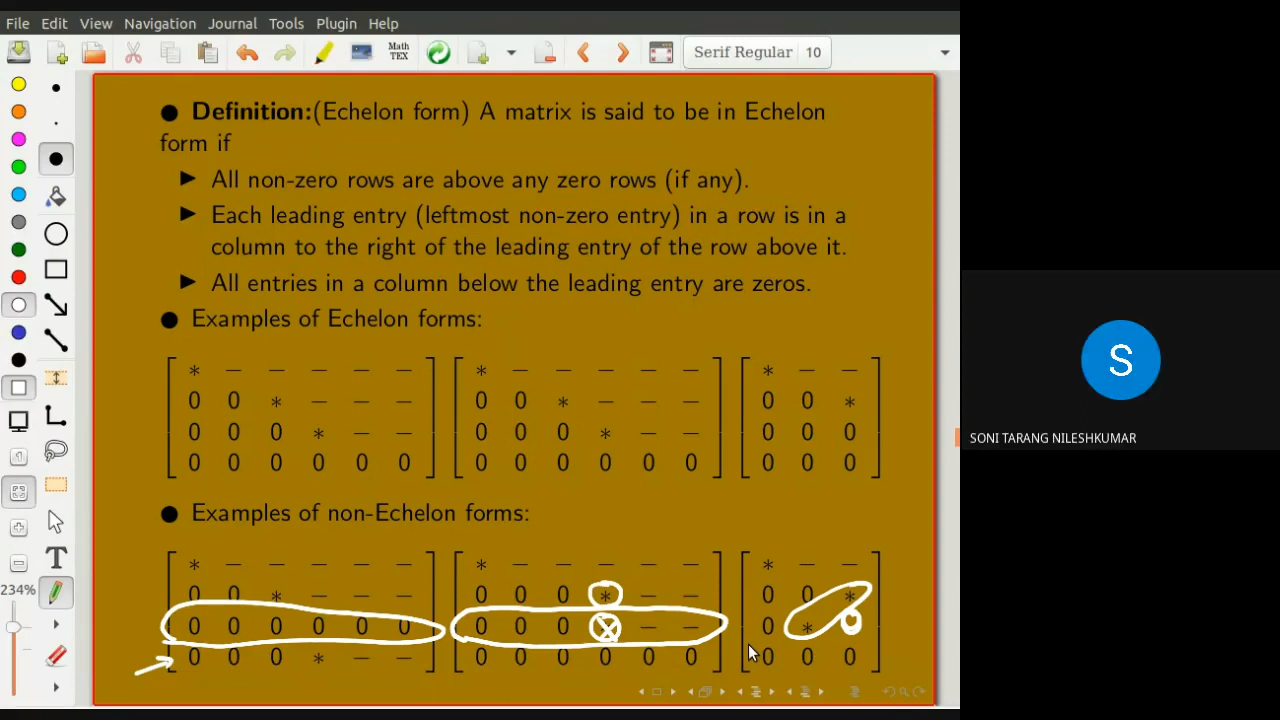 File Edit View Navigation Journal Tools Plugin Help
Math TEX Serif Regular 10
● Definition:(Echelon form) A matrix is said to be in Echelon
form if
▶ All non-zero rows are above any zero rows (if any).
▶ Each leading entry (leftmost non-zero entry) in a row is in a
column to the right of the leading entry of the row above it.
▶ All entries in a column below the leading entry are zeros.
● Examples of Echelon forms:
* — — — — — * — — — — — * — —
0 0 * — — — 0 0 * — — — 0 0 *
0 0 0 * — — 0 0 0 * — — 0 0 0
0 0 0 0 0 0 0 0 0 0 0 0 0 0 0
● Examples of non-Echelon forms:
* — — — — — * — — — — — * — —
0 0 * — — — 0 0 0 * — — 0 0 *
0 0 0 0 0 0 0 0 0 — — 0 * 0
0 0 0 * — — 0 0 0 0 0 0 0 0 0
234%
S
SONI TARANG NILESHKUMAR